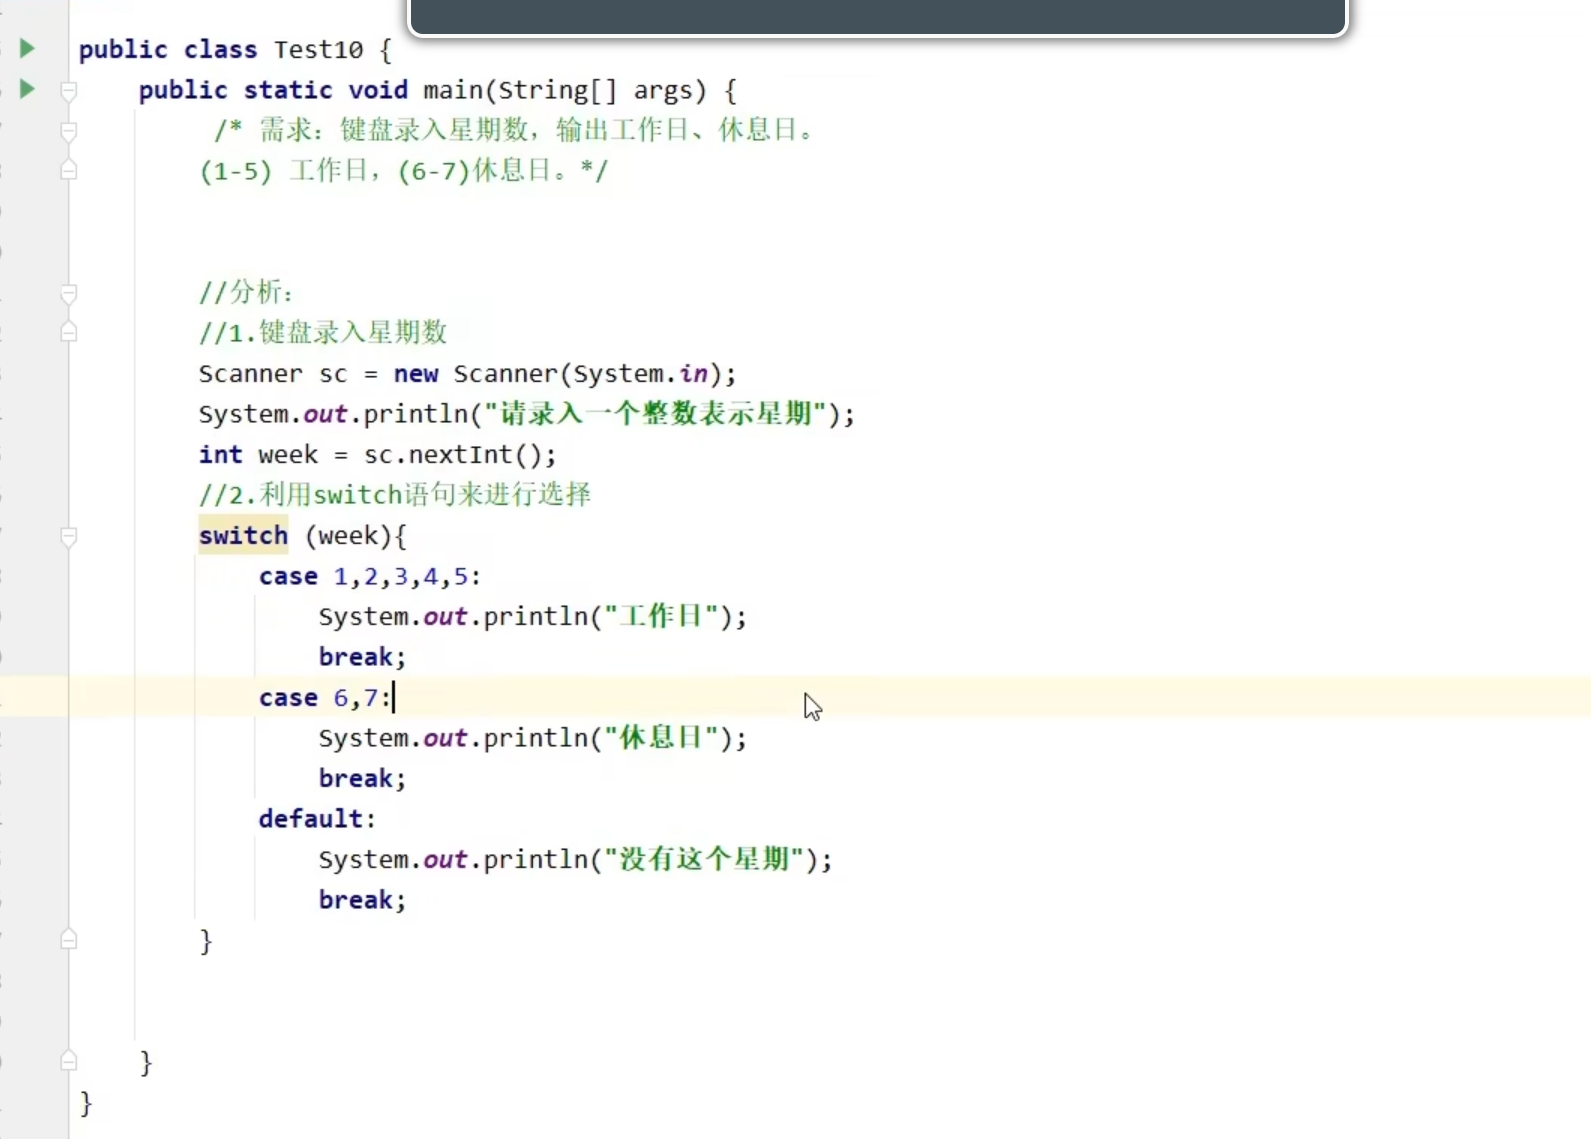 public class Test10 {
public static void main(String[] args) {
/* 需求：键盘录入星期数，输出工作日、休息日。
(1-5) 工作日，(6-7)休息日。*/
//分析：
//1.键盘录入星期数
Scanner sc = new Scanner(System.in);
System.out.println("请录入一个整数表示星期");
int week = sc.nextInt();
//2.利用switch语句来进行选择
switch (week){
case 1,2,3,4,5:
System.out.println("工作日");
break;
case 6,7:
System.out.println("休息日");
break;
default:
System.out.println("没有这个星期");
break;
}
}
}